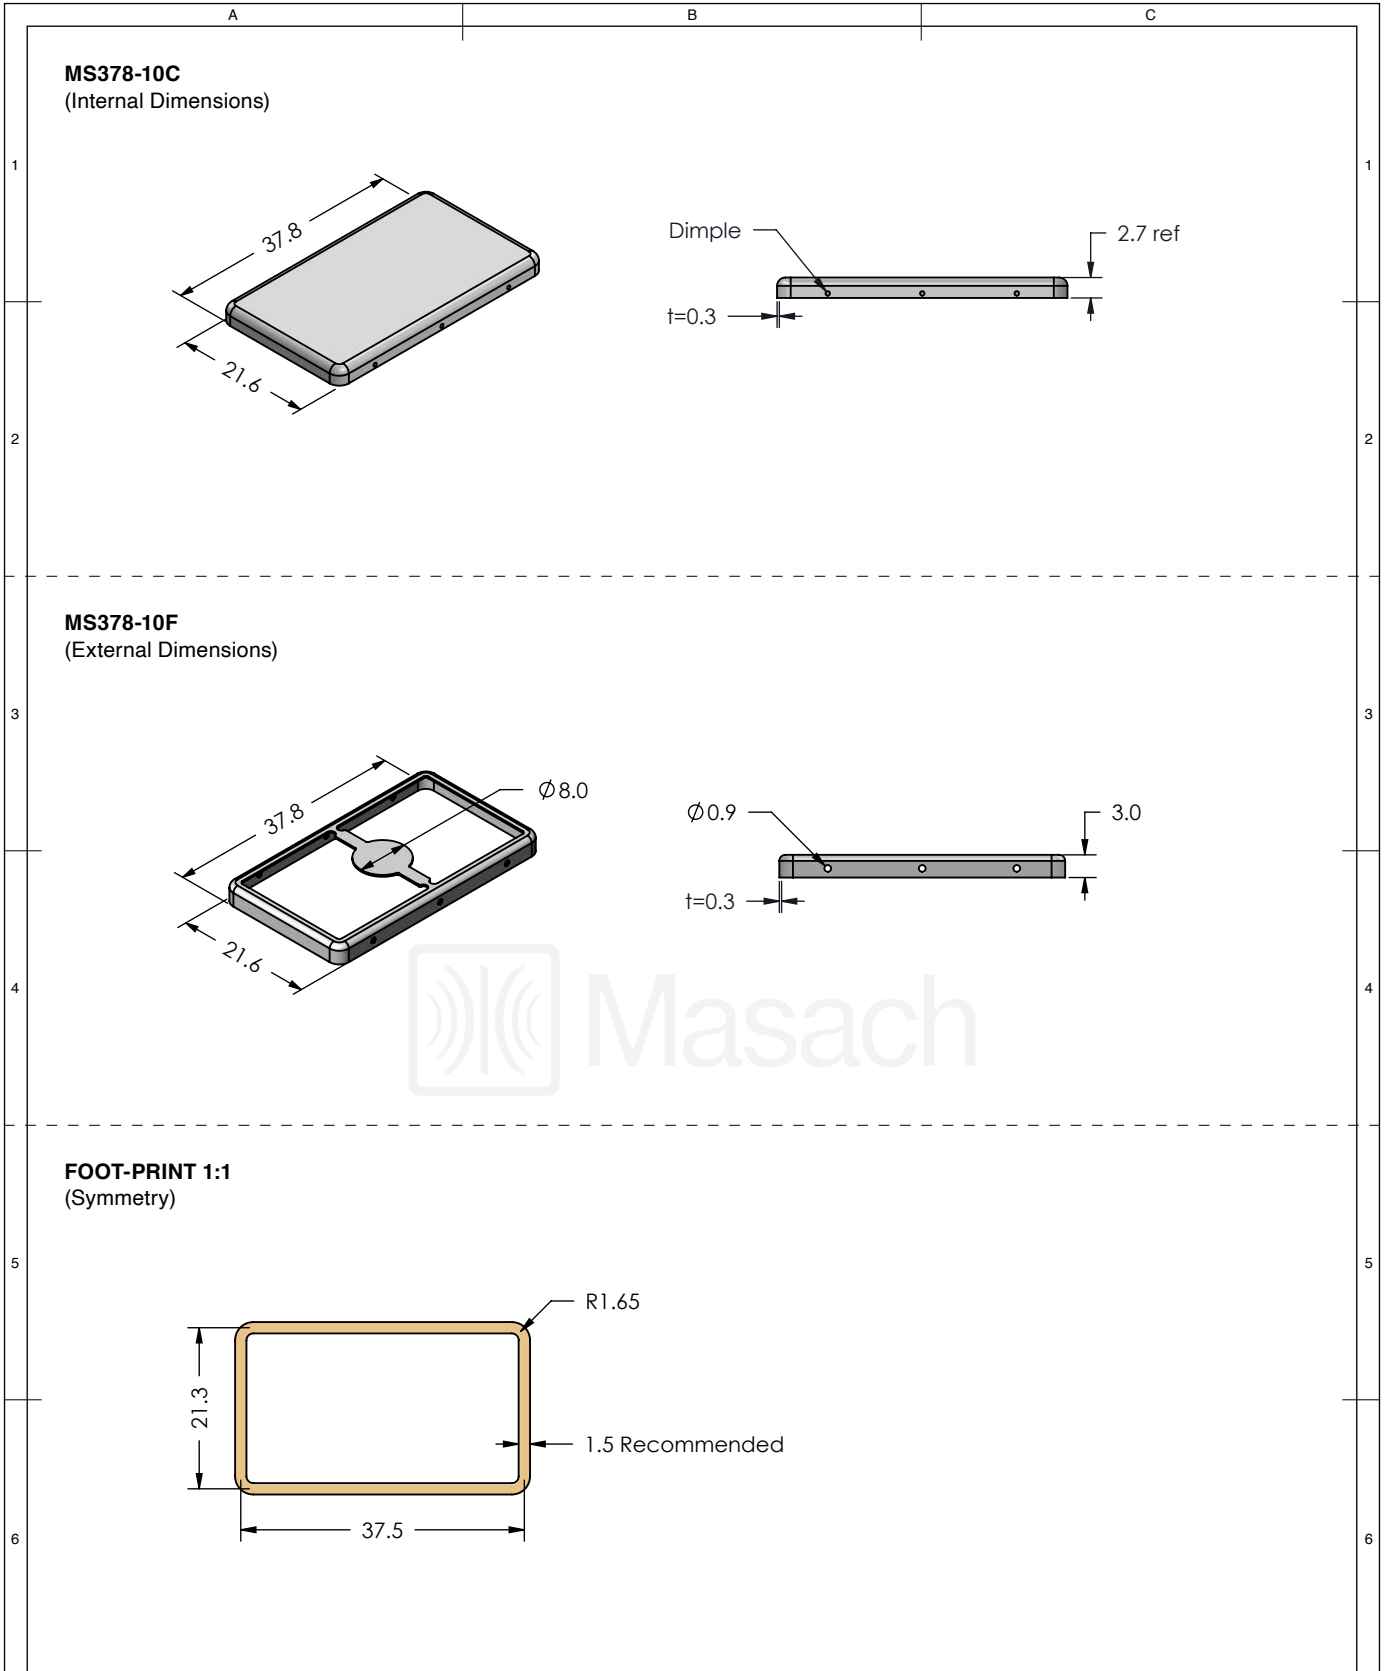 A B C
MS378-10C
(Internal Dimensions)
1 1
37.8
Dimple
2.7 ref
t=0.3
21.6
2 2
MS378-10F
(External Dimensions)
3 3
37.8
Ø8.0
Ø0.9
3.0
t=0.3
21.6
4 4
Masach
FOOT-PRINT 1:1
(Symmetry)
5 5
R1.65
21.3
1.5 Recommended
37.5
6 6